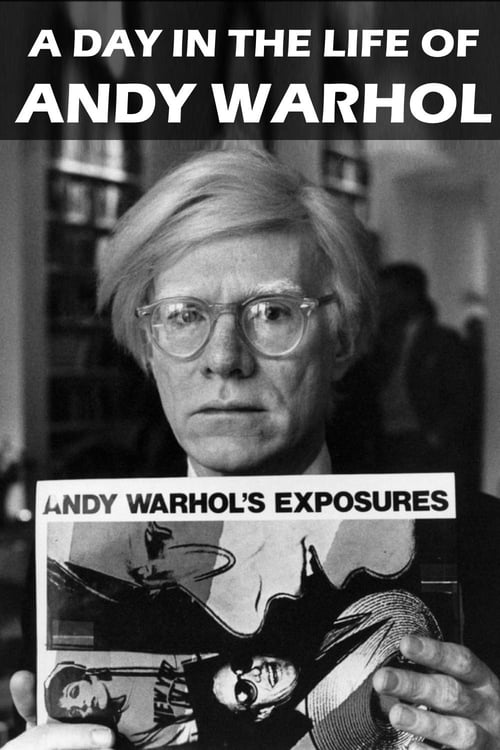 A DAY IN THE LIFE OF
ANDY WARHOL
ANDY WARHOL'S EXPOSURES